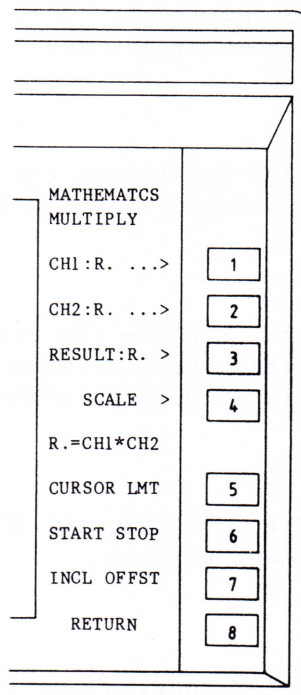 MATHEMATCS
MULTIPLY
CH1:R. ...> 1
CH2:R. ...> 2
RESULT:R. > 3
SCALE > 4
R.=CH1*CH2
CURSOR LMT 5
START STOP 6
INCL OFFST 7
RETURN 8